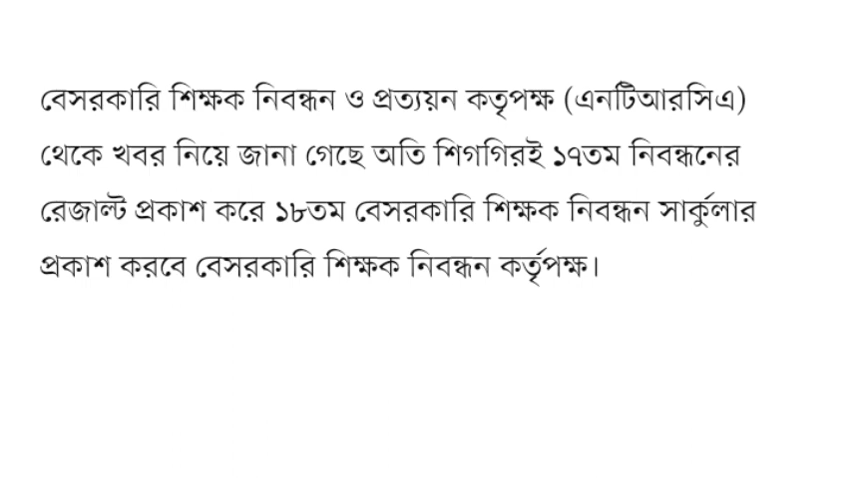 বেসরকারি শিক্ষক নিবন্ধন ও প্রত্যয়ন কতৃপক্ষ (এনটিআরসিএ)
থেকে খবর নিয়ে জানা গেছে অতি শিগগিরই ১৭তম নিবন্ধনের
রেজাল্ট প্রকাশ করে ১৮তম বেসরকারি শিক্ষক নিবন্ধন সার্কুলার
প্রকাশ করবে বেসরকারি শিক্ষক নিবন্ধন কর্তৃপক্ষ।